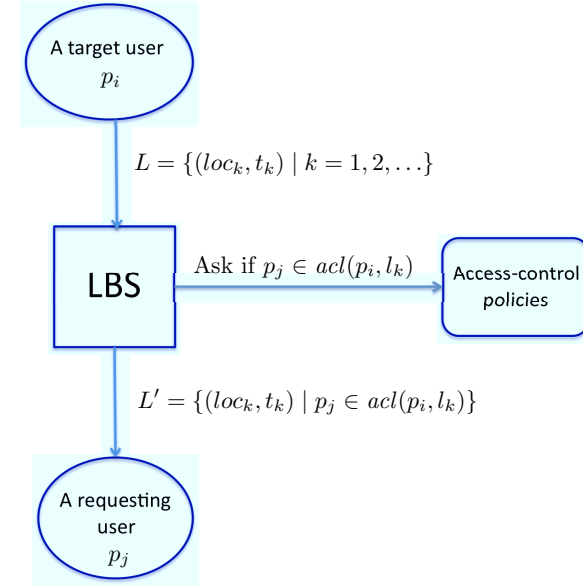 A target user
p_i
L = {(loc_k, t_k) | k = 1, 2, . . .}
LBS
Ask if p_j ∈ acl(p_i, l_k)
Access-control
policies
L′ = {(loc_k, t_k) | p_j ∈ acl(p_i, l_k)}
A requesting
user
p_j